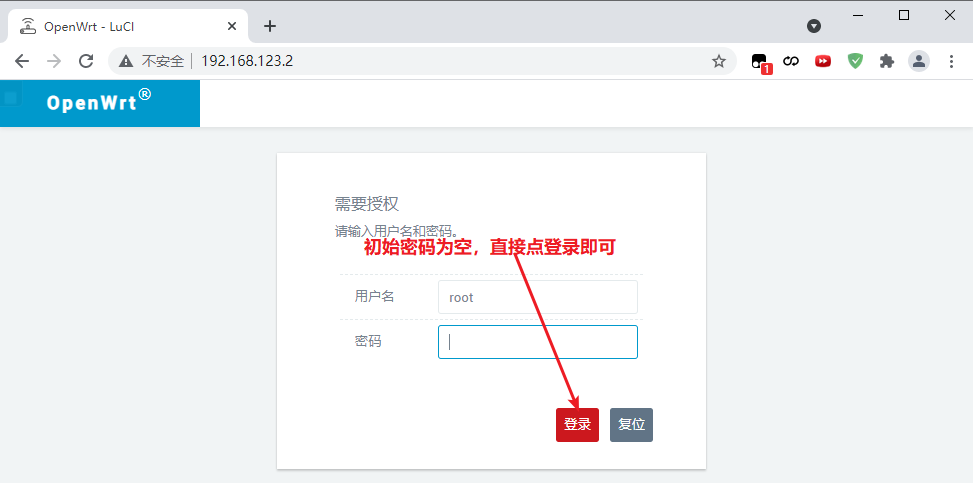 OpenWrt - LuCI
不安全 192.168.123.2
1
OpenWrt®
需要授权
请输入用户名和密码。
初始密码为空，直接点登录即可
用户名 root
密码
登录 复位